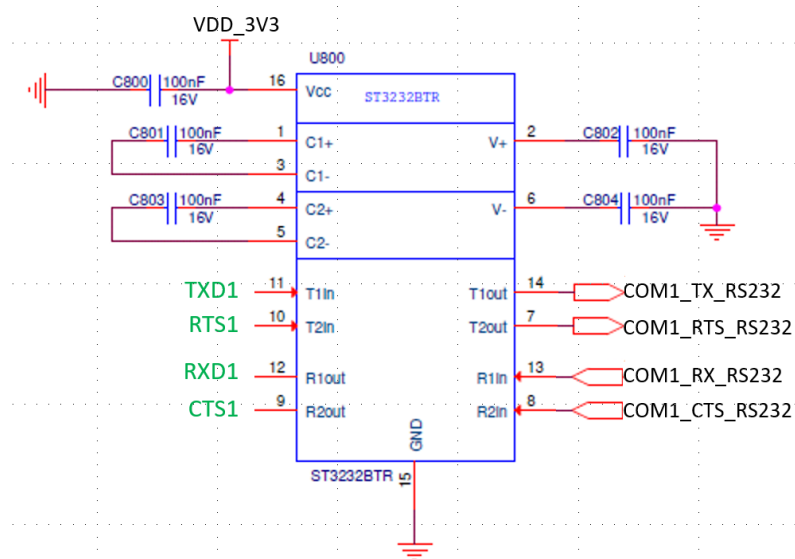 VDD_3V3
U800
C800 100nF 16 Vcc ST3232BTR
16V
C801 100nF 1 C1+ V+ 2 C802 100nF
16V 16V
3 C1-
C803 100nF 4 C2+ V- 6 C804 100nF
16V 16V
5 C2-
TXD1 11 T1In T1out 14 COM1_TX_RS232
RTS1 10 T2In T2out 7 COM1_RTS_RS232
RXD1 12 R1out R1In 13 COM1_RX_RS232
CTS1 9 R2out R2In 8 COM1_CTS_RS232
GND
ST3232BTR 15